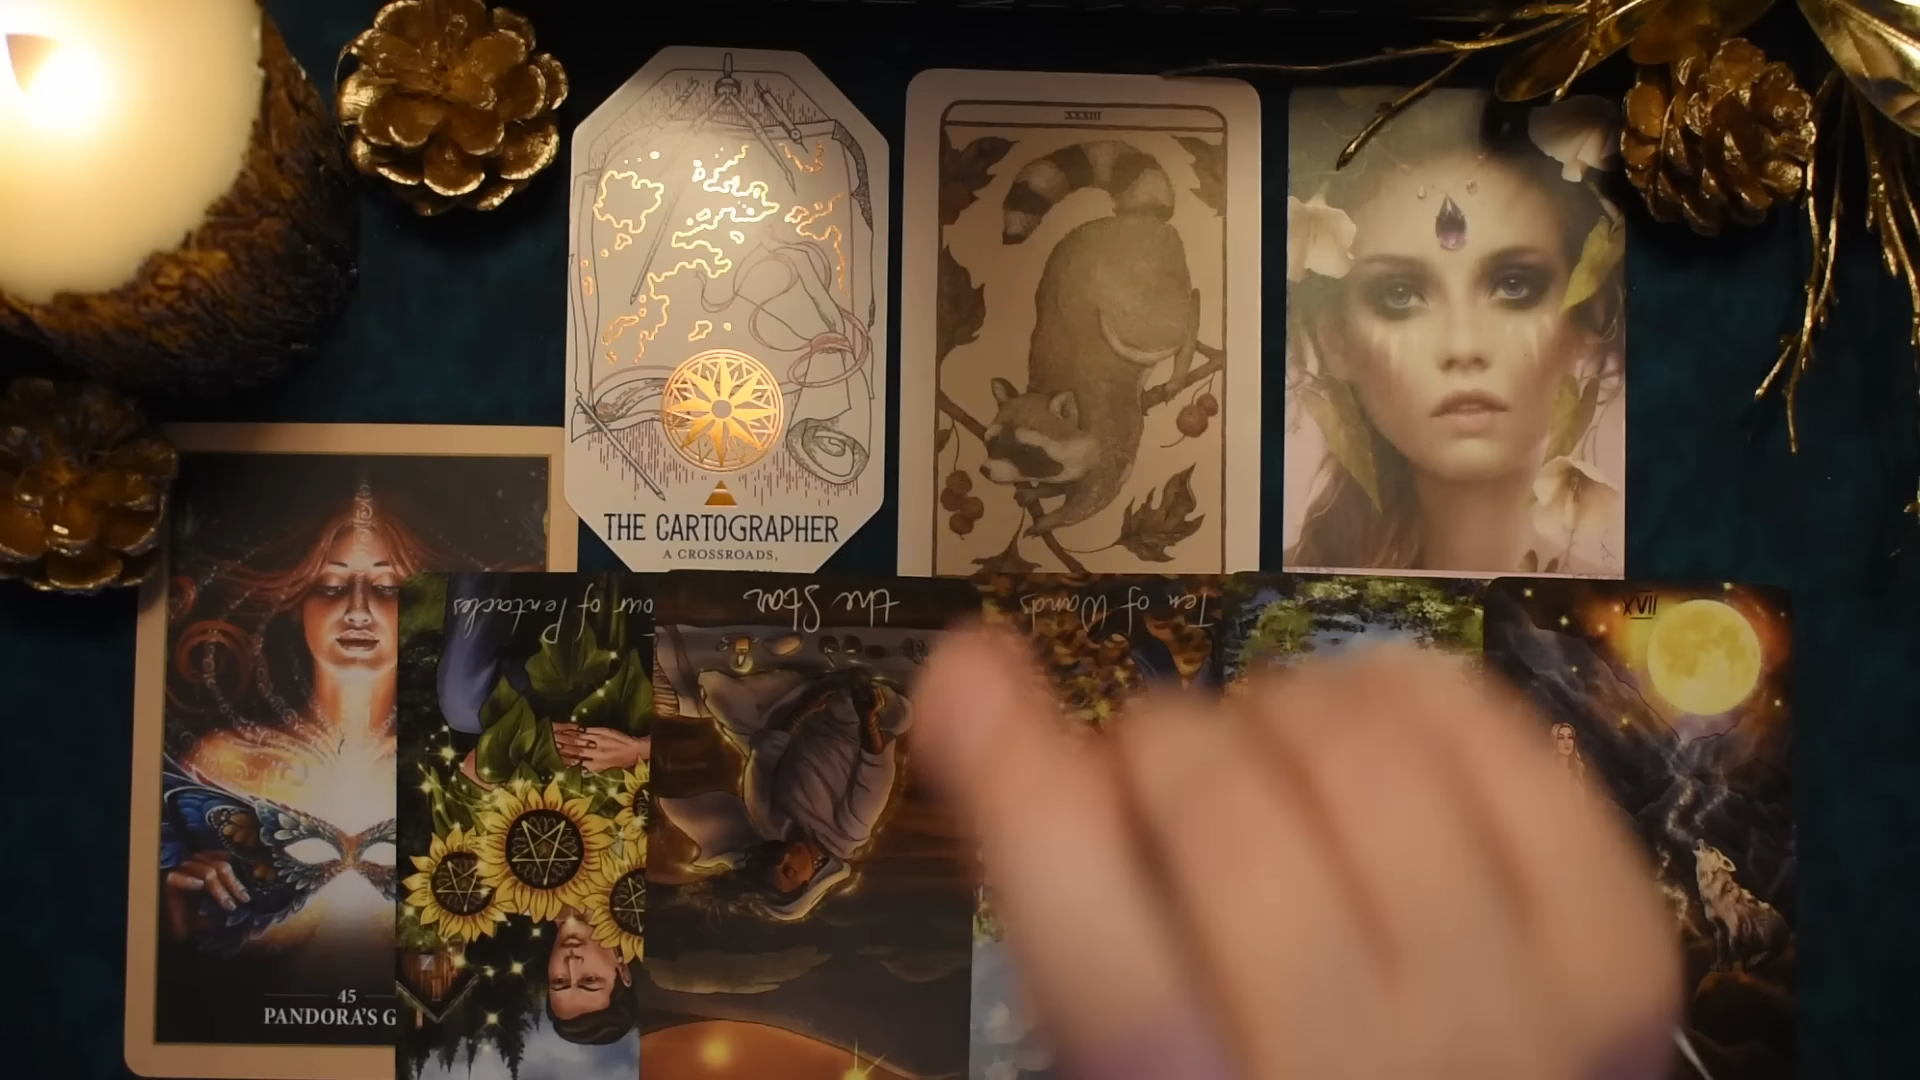 XXXIII
THE CARTOGRAPHER
A CROSSROADS,
our of Pentacles
the Star
Ten of Wands
XVII
45
PANDORA'S G